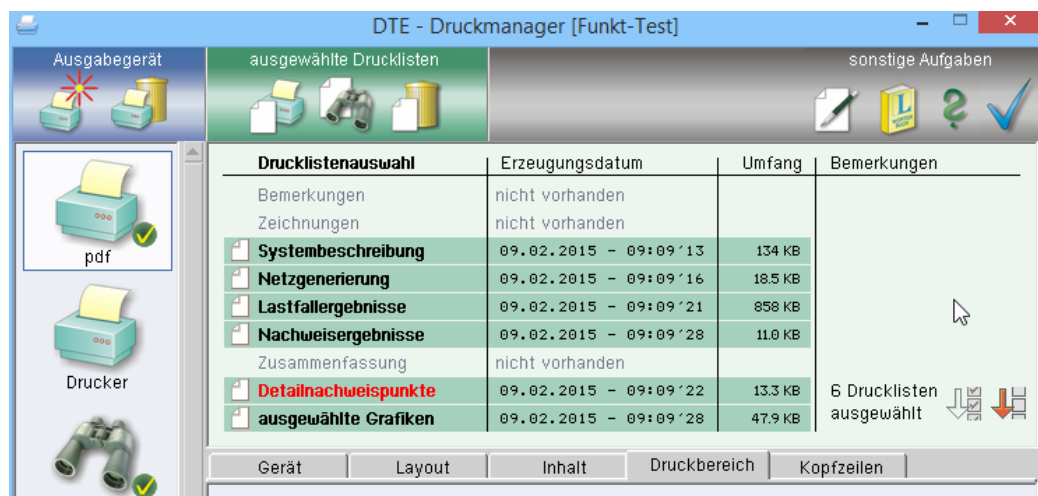 DTE - Druckmanager [Funkt-Test]
Ausgabegerät
ausgewählte Drucklisten
sonstige Aufgaben
L
WÖRTER
BUCH
Drucklistenauswahl Erzeugungsdatum Umfang Bemerkungen
Bemerkungen nicht vorhanden
Zeichnungen nicht vorhanden
Systembeschreibung 09.02.2015 - 09:09´13 134 KB
Netzgenerierung 09.02.2015 - 09:09´16 18.5 KB
Lastfallergebnisse 09.02.2015 - 09:09´21 858 KB
Nachweisergebnisse 09.02.2015 - 09:09´28 11.0 KB
Zusammenfassung nicht vorhanden
Detailnachweispunkte 09.02.2015 - 09:09´22 13.3 KB
ausgewählte Grafiken 09.02.2015 - 09:09´28 47.9 KB
6 Drucklisten
ausgewählt
pdf
Drucker
Gerät Layout Inhalt Druckbereich Kopfzeilen